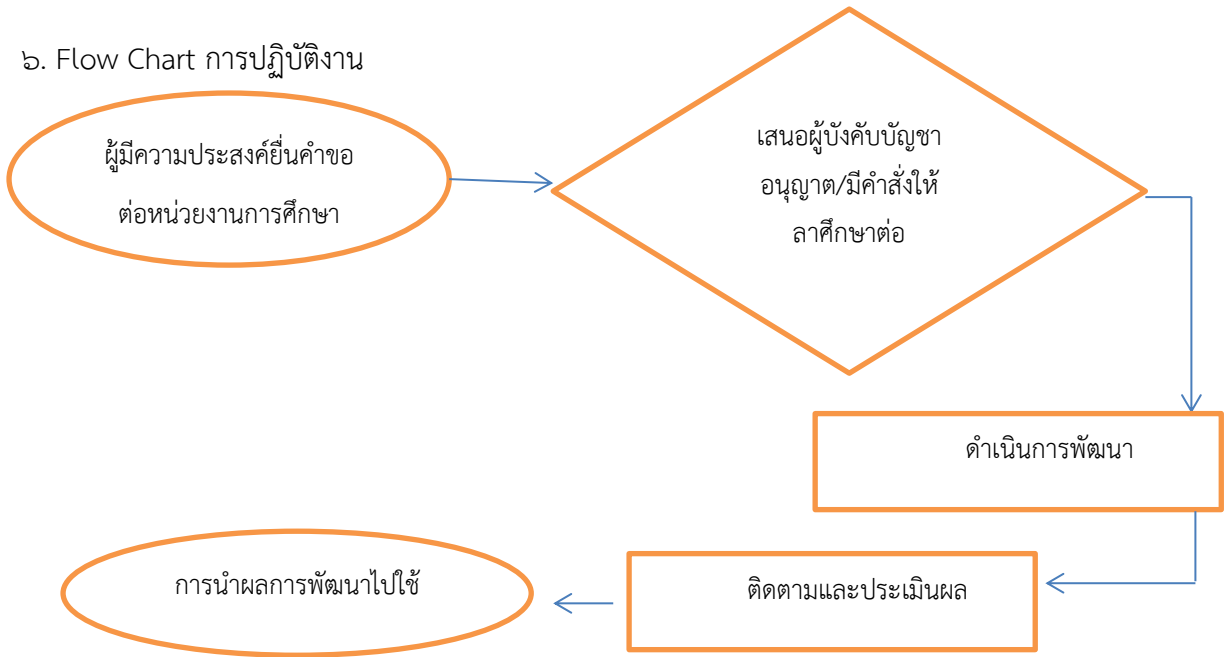 ๖. Flow Chart การปฏิบัติงาน
ผู้มีความประสงค์ยื่นคำขอ
ต่อหน่วยงานการศึกษา
เสนอผู้บังคับบัญชา
อนุญาต/มีคำสั่งให้
ลาศึกษาต่อ
ดำเนินการพัฒนา
ติดตามและประเมินผล
การนำผลการพัฒนาไปใช้